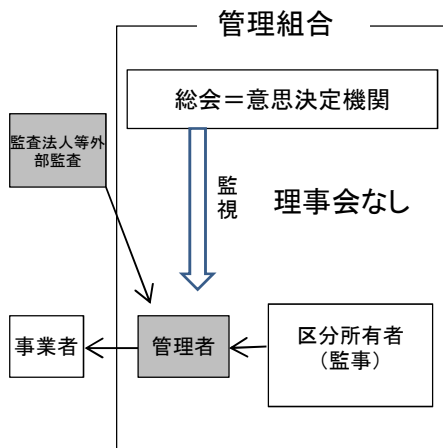 管理組合
総会＝意思決定機関
監査法人等外
部監査
監
視
理事会なし
事業者
管理者
区分所有者
（監事）